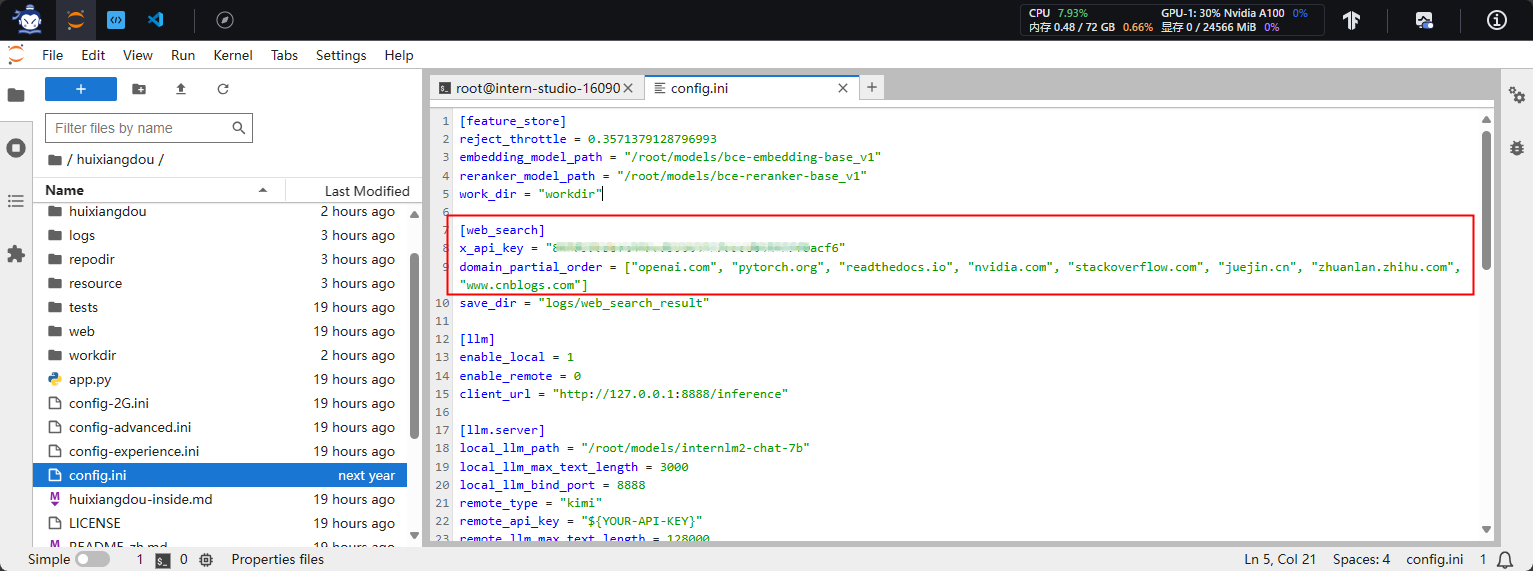 CPU 7.93%
GPU-1: 30% Nvidia A100 0%
内存 0.48 / 72 GB 0.66%
显存 0 / 24566 MiB 0%
File Edit View Run Kernel Tabs Settings Help
+
Filter files by name
/ huixiangdou /
Name Last Modified
huixiangdou 2 hours ago
logs 3 hours ago
repodir 3 hours ago
resource 3 hours ago
tests 19 hours ago
web 19 hours ago
workdir 2 hours ago
app.py 19 hours ago
config-2G.ini 19 hours ago
config-advanced.ini 19 hours ago
config-experience.ini 19 hours ago
config.ini next year
huixiangdou-inside.md 19 hours ago
LICENSE 19 hours ago
README_zh.md 19 hours ago
root@intern-studio-16090
config.ini
+
1 [feature_store]
2 reject_throttle = 0.3571379128796993
3 embedding_model_path = "/root/models/bce-embedding-base_v1"
4 reranker_model_path = "/root/models/bce-reranker-base_v1"
5 work_dir = "workdir"
6
7 [web_search]
8 x_api_key = "8 acf6"
9 domain_partial_order = ["openai.com", "pytorch.org", "readthedocs.io", "nvidia.com", "stackoverflow.com", "juejin.cn", "zhuanlan.zhihu.com",
"www.cnblogs.com"]
10 save_dir = "logs/web_search_result"
11
12 [llm]
13 enable_local = 1
14 enable_remote = 0
15 client_url = "http://127.0.0.1:8888/inference"
16
17 [llm.server]
18 local_llm_path = "/root/models/internlm2-chat-7b"
19 local_llm_max_text_length = 3000
20 local_llm_bind_port = 8888
21 remote_type = "kimi"
22 remote_api_key = "${YOUR-API-KEY}"
23 remote_llm_max_text_length = 128000
Simple 1 0 Properties files
Ln 5, Col 21 Spaces: 4 config.ini 1